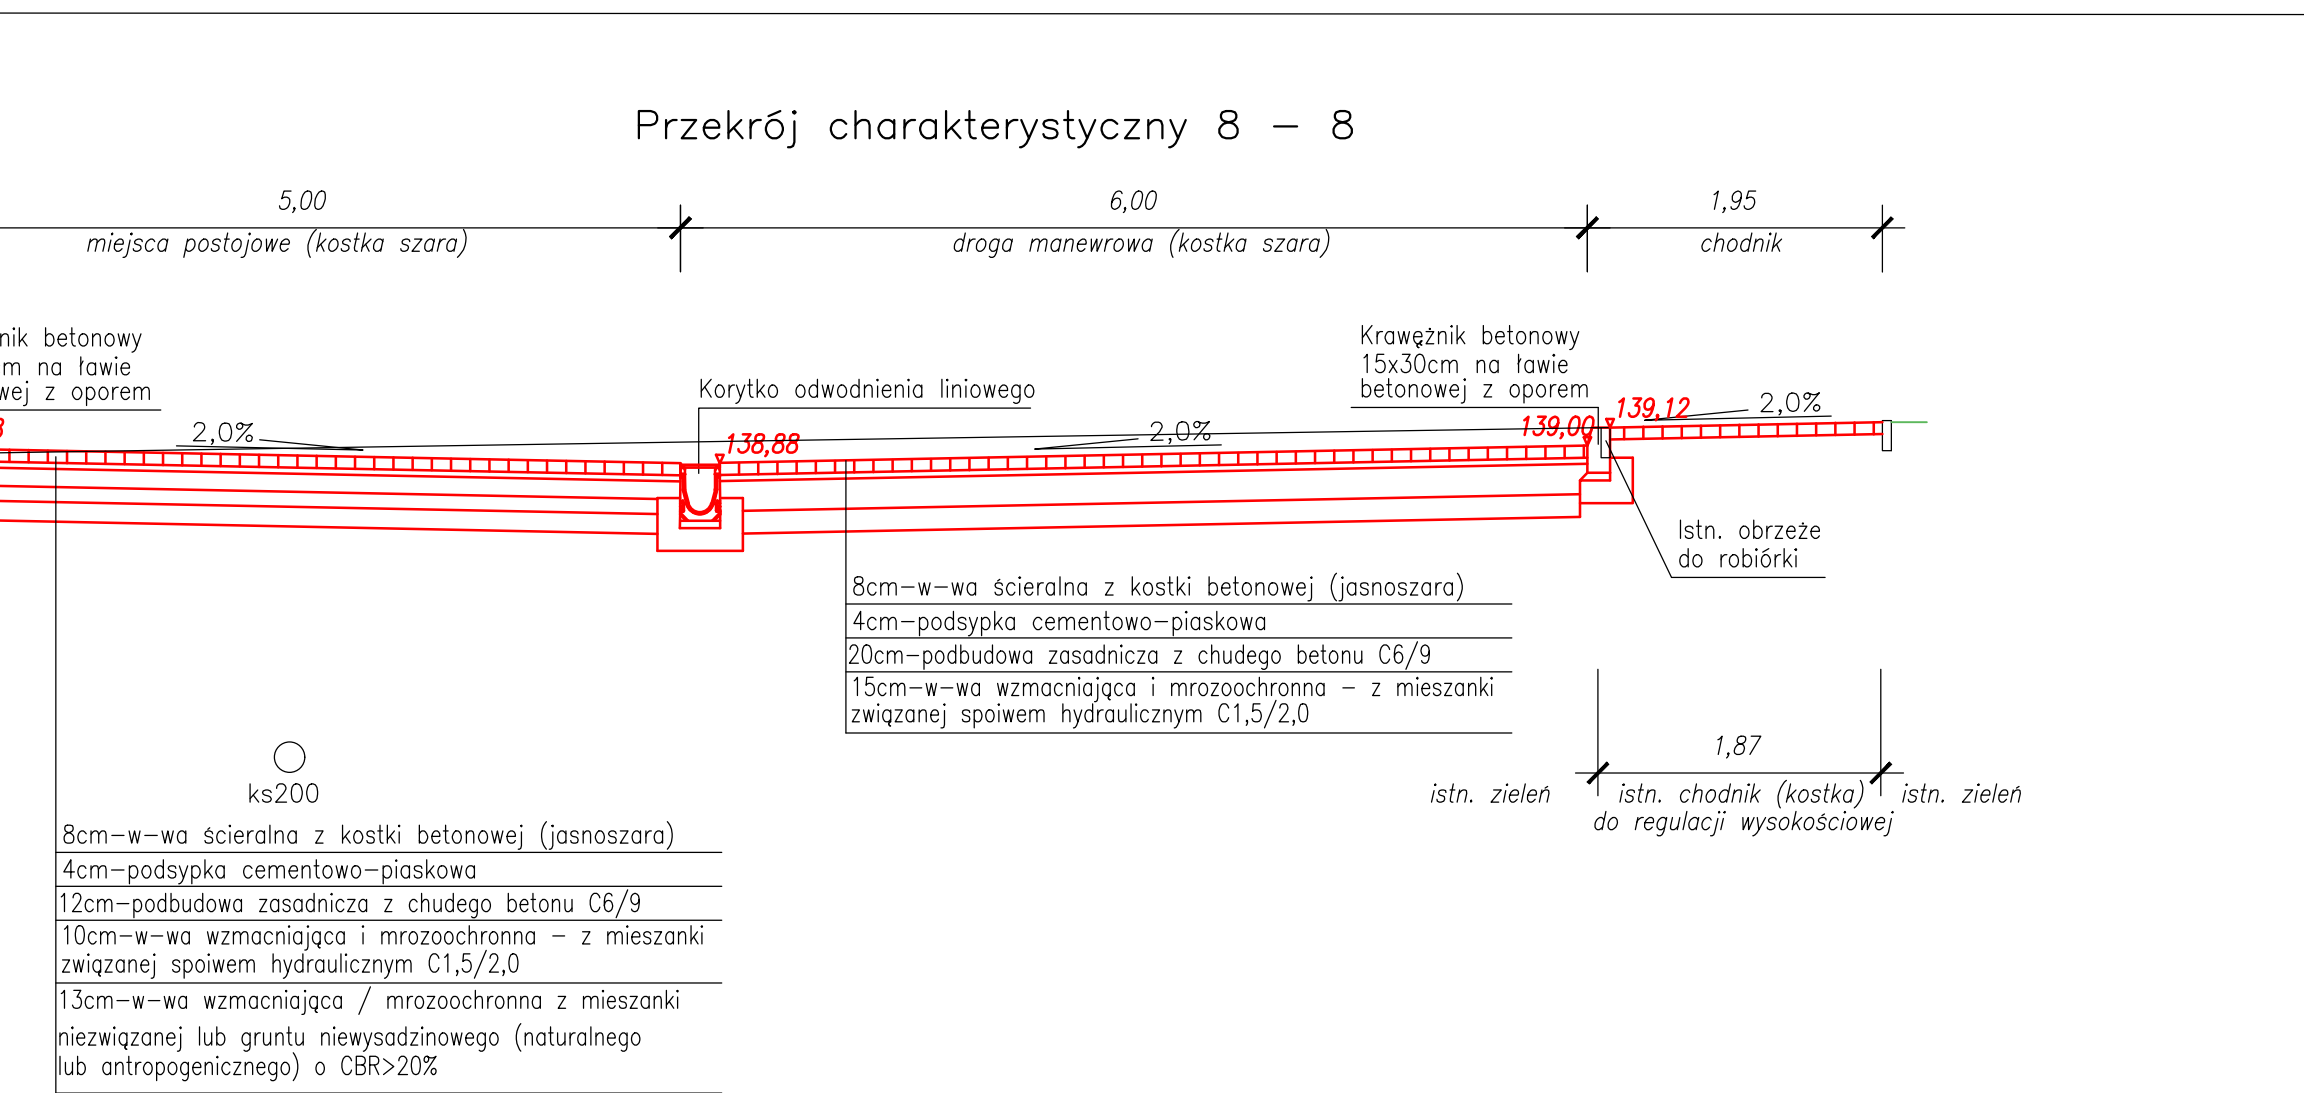 Przekrój charakterystyczny 8 – 8
5,00
6,00
1,95
miejsca postojowe (kostka szara)
droga manewrowa (kostka szara)
chodnik
betonowy
na ławie
z oporem
Krawężnik betonowy
15x30cm na ławie
betonowej z oporem
Korytko odwodnienia liniowego
2,0%
138,88
2,0%
139,00
139,12
2,0%
Istn. obrzeże
do robiórki
8cm-w-wa ścieralna z kostki betonowej (jasnoszara)
4cm-podsypka cementowo-piaskowa
20cm-podbudowa zasadnicza z chudego betonu C6/9
15cm-w-wa wzmacniająca i mrozoochronna – z mieszanki
związanej spoiwem hydraulicznym C1,5/2,0
1,87
istn. zieleń
istn. chodnik (kostka)
do regulacji wysokościowej
istn. zieleń
ks200
8cm-w-wa ścieralna z kostki betonowej (jasnoszara)
4cm-podsypka cementowo-piaskowa
12cm-podbudowa zasadnicza z chudego betonu C6/9
10cm-w-wa wzmacniająca i mrozoochronna – z mieszanki
związanej spoiwem hydraulicznym C1,5/2,0
13cm-w-wa wzmacniająca / mrozoochronna z mieszanki
niezwiązanej lub gruntu niewysadzinowego (naturalnego
lub antropogenicznego) o CBR>20%